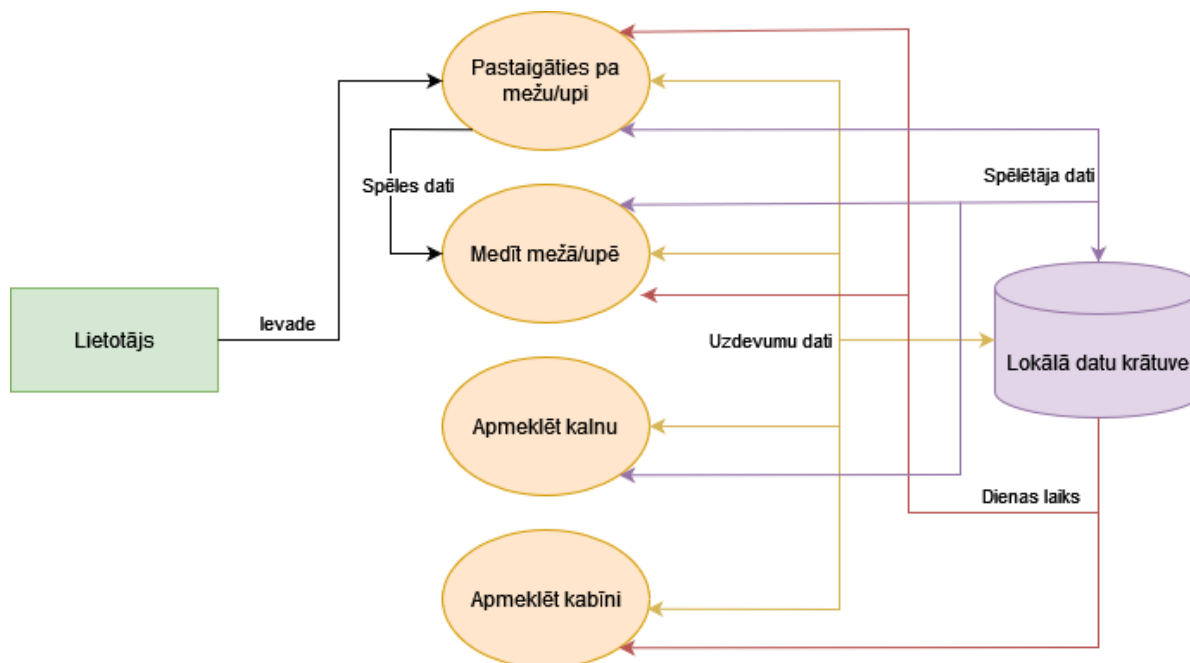 Pastaigāties pa
mežu/upi
Spēles dati
Spēlētāja dati
Medīt mežā/upē
Ievade
Lietotājs
Uzdevumu dati
Lokālā datu krātuve
Apmeklēt kalnu
Dienas laiks
Apmeklēt kabīni